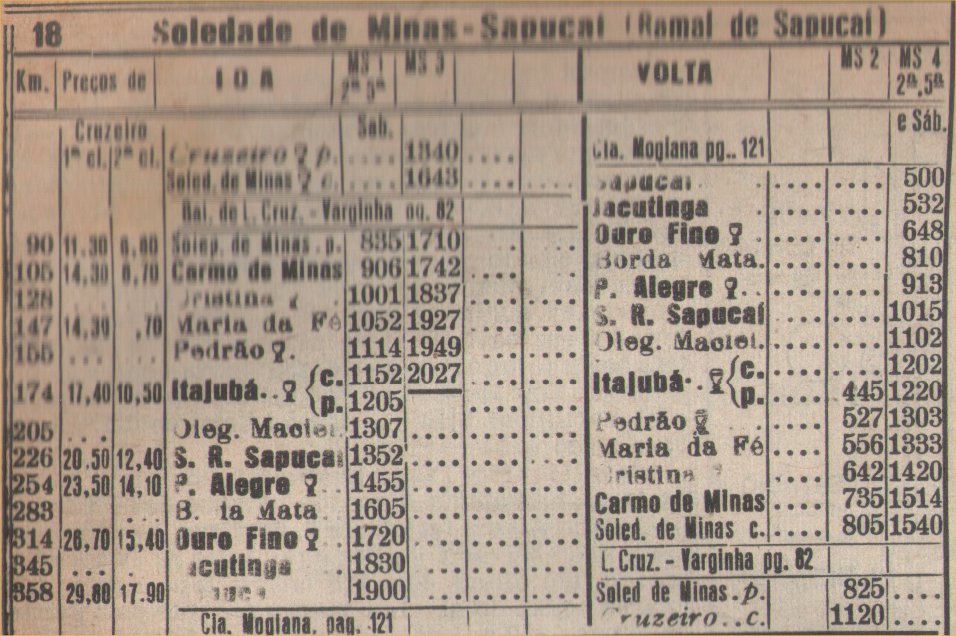 18 Soledade de Minas-Sapucaí (Ramal de Sapucaí)
Km. Preços de I D A MS 1 MS 3
2ª 3ª
Cruzeiro Sab.
1ª cl. 2ª cl. Cruzeiro p. .... 1340 ....
Soled. de Minas c. .... 1643 ....
Ral. de L. Cruz. - Varginha pg. 82
90 11,30 6,60 Soled. de Minas . p. 835 1710
105 14,30 8,70 Carmo de Minas 906 1742
128 Cristina 1001 1837
147 14,30 ,70 Maria da Fé 1052 1927
155 ... Pedrão . 1114 1949
174 17,40 10,50 Itajubá. . c. 1152 2027
p. 1205
205 ... Oleg. Maciel. 1307 ....
226 20.50 12,40 S. R. Sapucaí 1352 ....
254 23,50 14,10 P. Alegre 1455 ....
283 ... B. da Mata . 1605 ....
314 26,70 15,40 Ouro Fino 1720 ....
345 ... Jacutinga 1830 ....
358 29,80 17.90 1900 ....
Cia. Mogiana, pag. 121
VOLTA MS 2 MS 4
2ª,5ª
e Sáb.
Cia. Mogiana pg.. 121
Sapucaí .... .... 500
Jacutinga .... .... 532
Ouro Fino . .... .... 648
Borda Mata. .... .... 810
P. Alegre . .... .... 913
S. R. Sapucaí .... .... 1015
Oleg. Maciel. .... .... 1102
Itajubá. . c. .... .... 1202
p. .... 445 1220
Pedrão .... 527 1303
Maria da Fé .... 556 1333
Cristina .... 642 1420
Carmo de Minas .... 735 1514
Soled. de Minas c. .... 805 1540
L. Cruz. - Varginha pg. 82
Soled de Minas . p. 825 ....
Cruzeiro . . c. 1120 ....